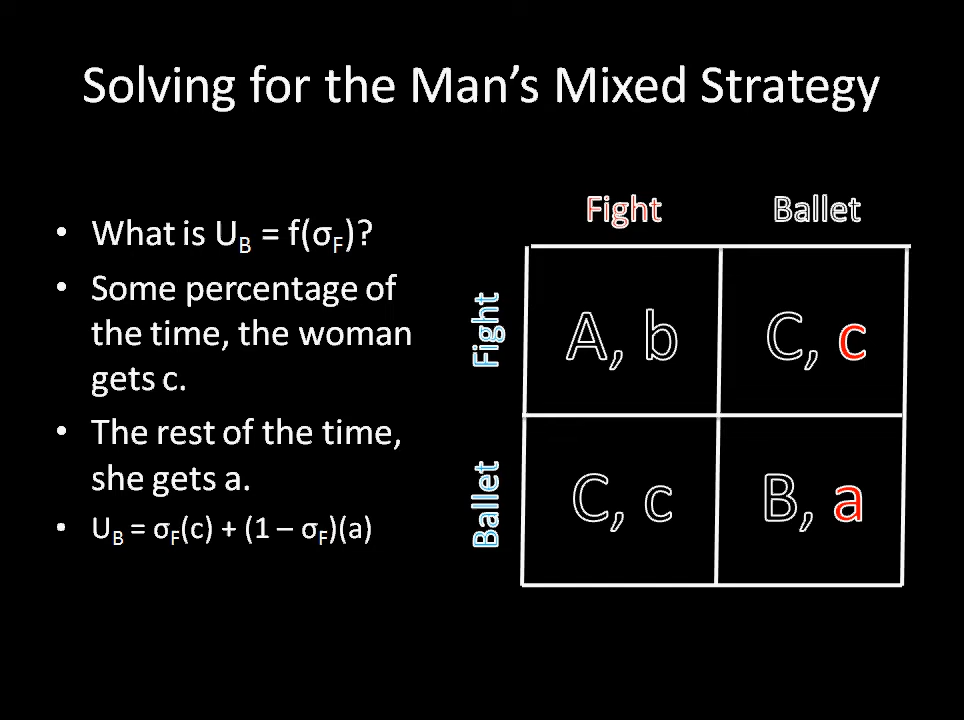 Solving for the Man's Mixed Strategy
• What is U_B = f(σ_F)?
• Some percentage of
the time, the woman
gets c.
• The rest of the time,
she gets a.
• U_B = σ_F(c) + (1 – σ_F)(a)
Fight Ballet
Fight
A, b C, c
Ballet
C, c B, a